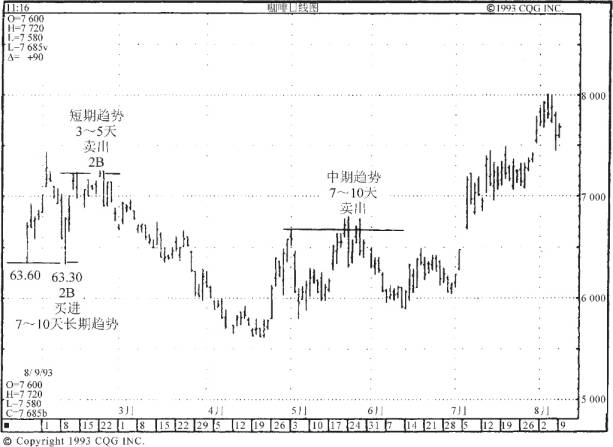 11:16
咖啡日线图
©1993 CQG INC.
O=7 600
H=7 720
L=7 580
L=7 685v
Δ= +90
短期趋势
3～5天
卖出
2B
中期趋势
7～10天
卖出
8 000
7 000
6 000
5 000
63.60
63.30
2B
买进
7～10天长期趋势
8/ 9/93
O=7 600
H=7 720
L=7 580
C=7 685b
3月
4月
5月
6月
7月
8月
1 8 15 22 1 8 15 22 29 5 12 19 26 3 10 17 24 31 7 14 21 28 5 12 19 26 2 9
© Copyright 1993 CQG INC.